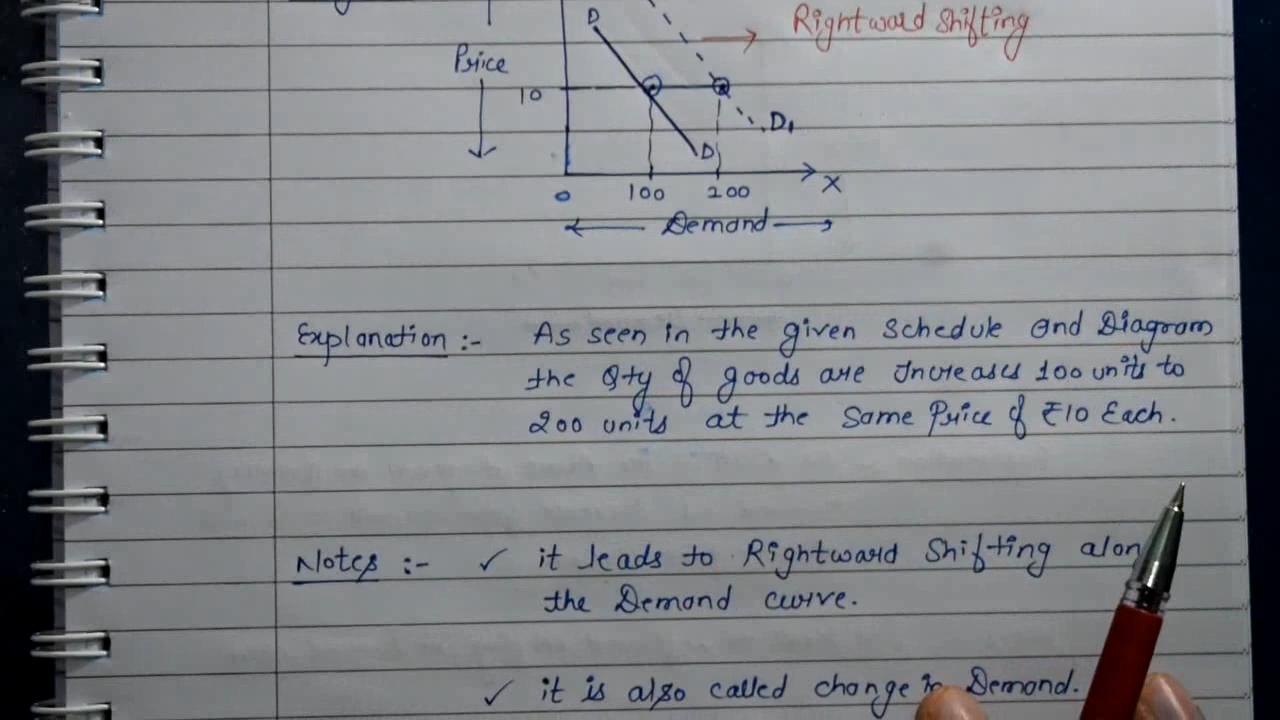 D
Rightward Shifting
Price
10
D1
D
0
100
200
X
Demand
Explanation :- As seen in the given Schedule and Diagram
the Qty of goods are Increases 100 units to
200 units at the Same Price of ₹10 Each.
Notes :- ✓ it leads to Rightward Shifting alon
the Demand curve.
✓ it is also called change in Demand.